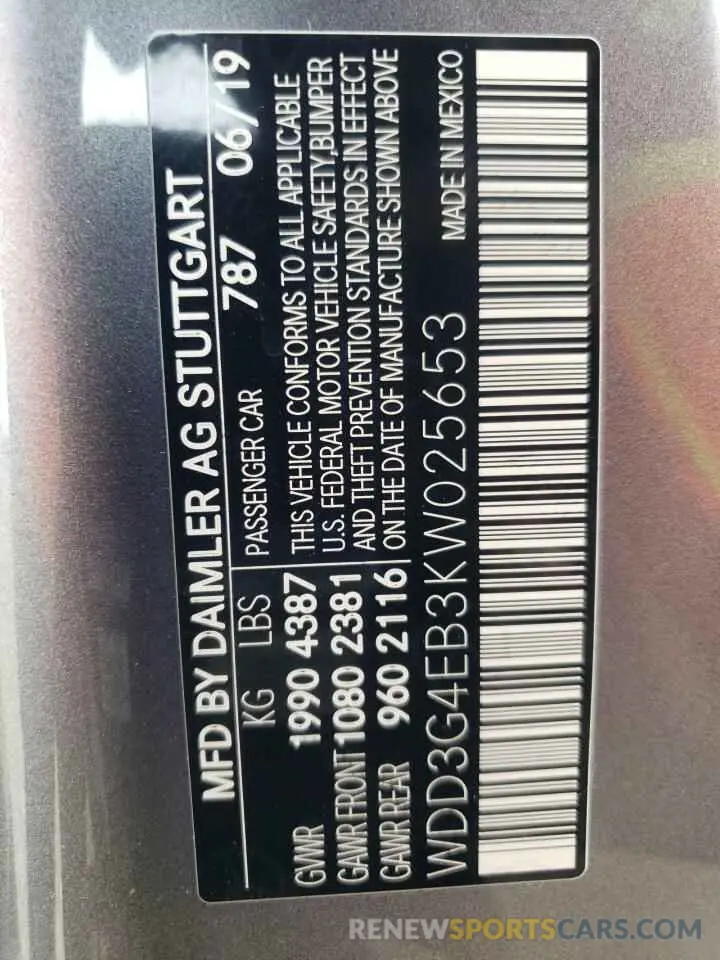 MFD BY DAIMLER AG STUTTGART
KG LBS 787 06/19
GVWR 1990 4387
GAWR FRONT 1080 2381
GAWR REAR 960 2116
PASSENGER CAR
THIS VEHICLE CONFORMS TO ALL APPLICABLE
U.S. FEDERAL MOTOR VEHICLE SAFETY,BUMPER
AND THEFT PREVENTION STANDARDS IN EFFECT
ON THE DATE OF MANUFACTURE SHOWN ABOVE
WDD3G4EB3KW025653 MADE IN MEXICO
RENEWSPORTSCARS.COM